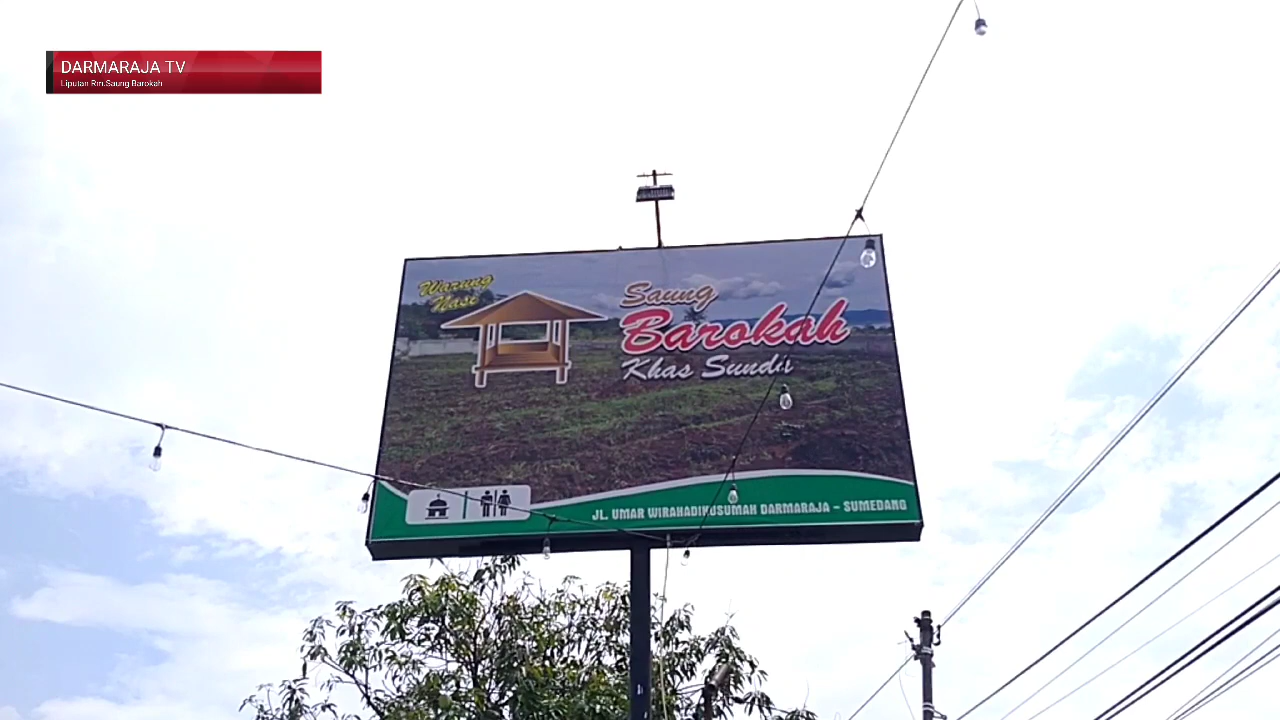 DARMARAJA TV
Liputan Rm.Saung Barokah
Warung
Nasi
Saung
Barokah
Khas Sunda
JL. UMAR WIRAHADIKUSUMAH DARMARAJA - SUMEDANG